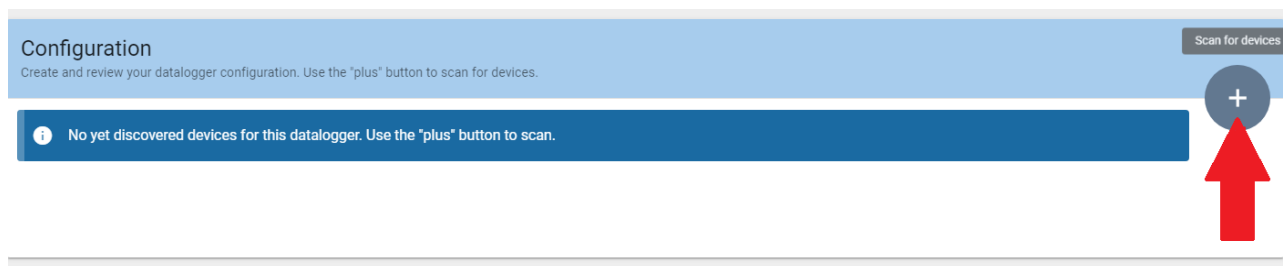 Configuration
Scan for devices
Create and review your datalogger configuration. Use the "plus" button to scan for devices.
No yet discovered devices for this datalogger. Use the "plus" button to scan.